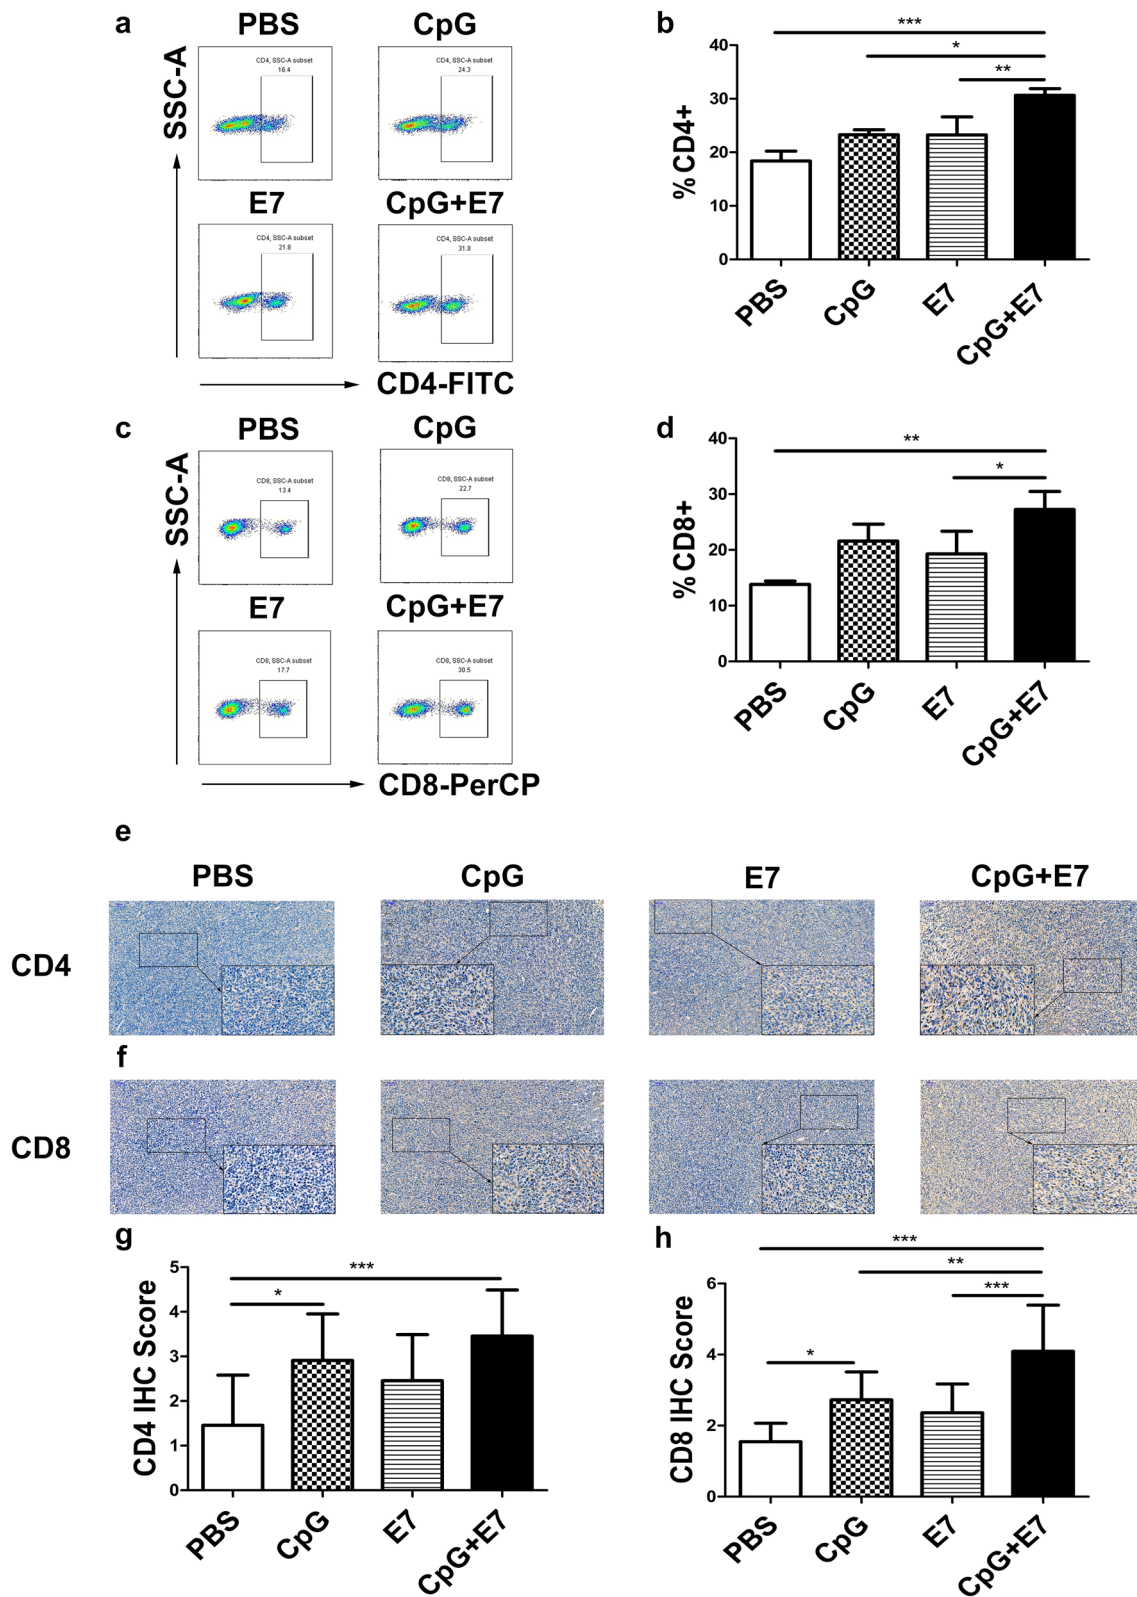 a
PBS
CpG
SSC-A
CD4, SSC-A subset
16.4
CD4, SSC-A subset
24.3
E7
CpG+E7
CD4, SSC-A subset
21.8
CD4, SSC-A subset
31.8
CD4-FITC
b
***
*
**
% CD4+
40
30
20
10
0
PBS
CpG
E7
CpG+E7
c
PBS
CpG
SSC-A
CD8, SSC-A subset
13.4
CD8, SSC-A subset
22.7
E7
CpG+E7
CD8, SSC-A subset
17.7
CD8, SSC-A subset
30.5
CD8-PerCP
d
**
*
% CD8+
40
30
20
10
0
PBS
CpG
E7
CpG+E7
e
PBS
CpG
E7
CpG+E7
CD4
f
CD8
g
***
*
CD4 IHC Score
5
4
3
2
1
0
PBS
CpG
E7
CpG+E7
h
***
**
***
*
CD8 IHC Score
6
4
2
0
PBS
CpG
E7
CpG+E7